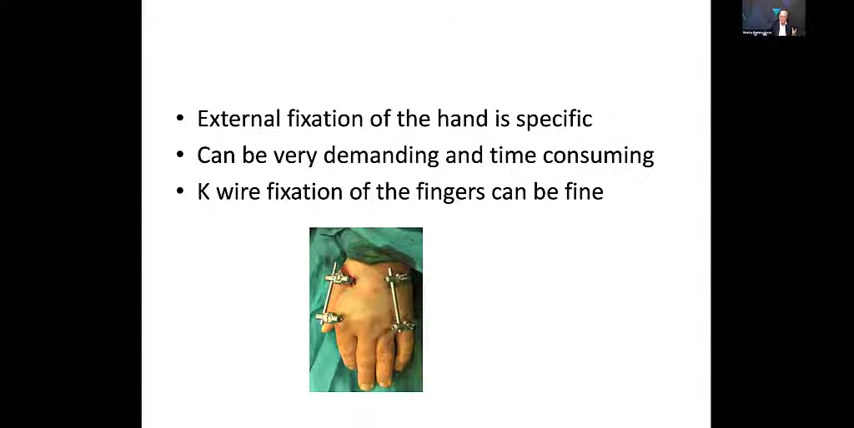 • External fixation of the hand is specific
• Can be very demanding and time consuming
• K wire fixation of the fingers can be fine